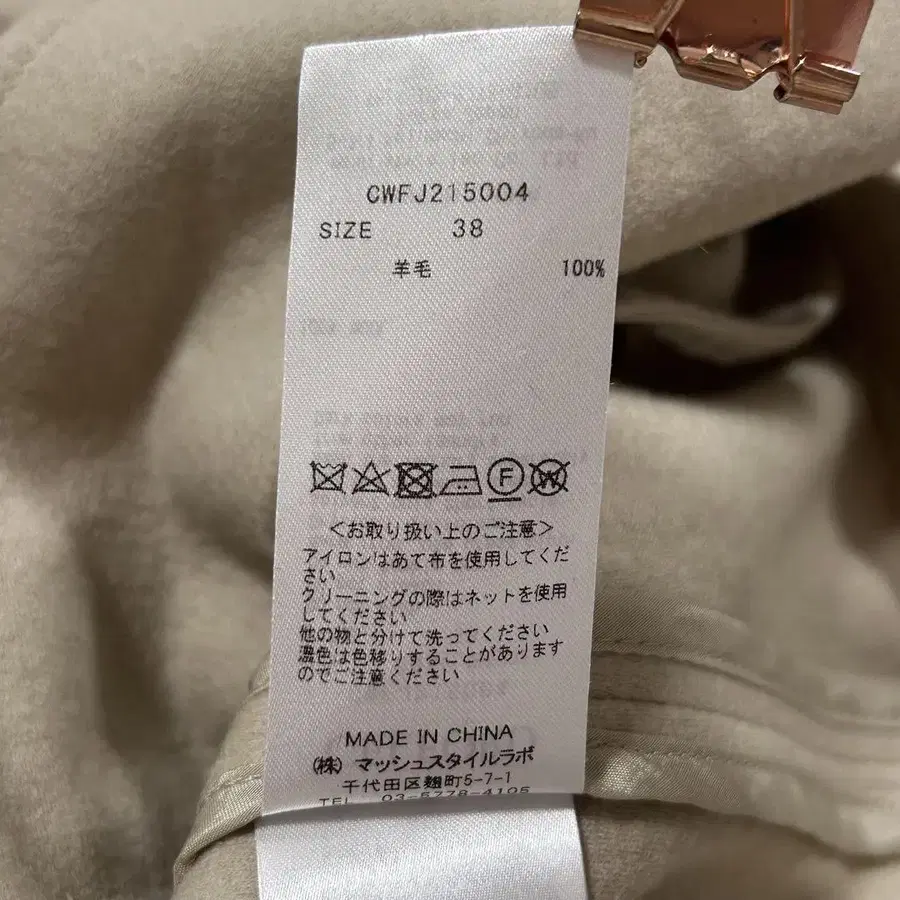 CWFJ215004
SIZE 38
羊毛 100%
F W
<お取り扱い上のご注意>
アイロンはあて布を使用してくだ
さい
クリーニングの際はネットを使用
してください
他の物と分けて洗ってください
濃色は色移りすることがあります
のでご注意ください
MADE IN CHINA
(株) マッシュスタイルラボ
千代田区麹町5-7-1
TEL 03-5778-4105